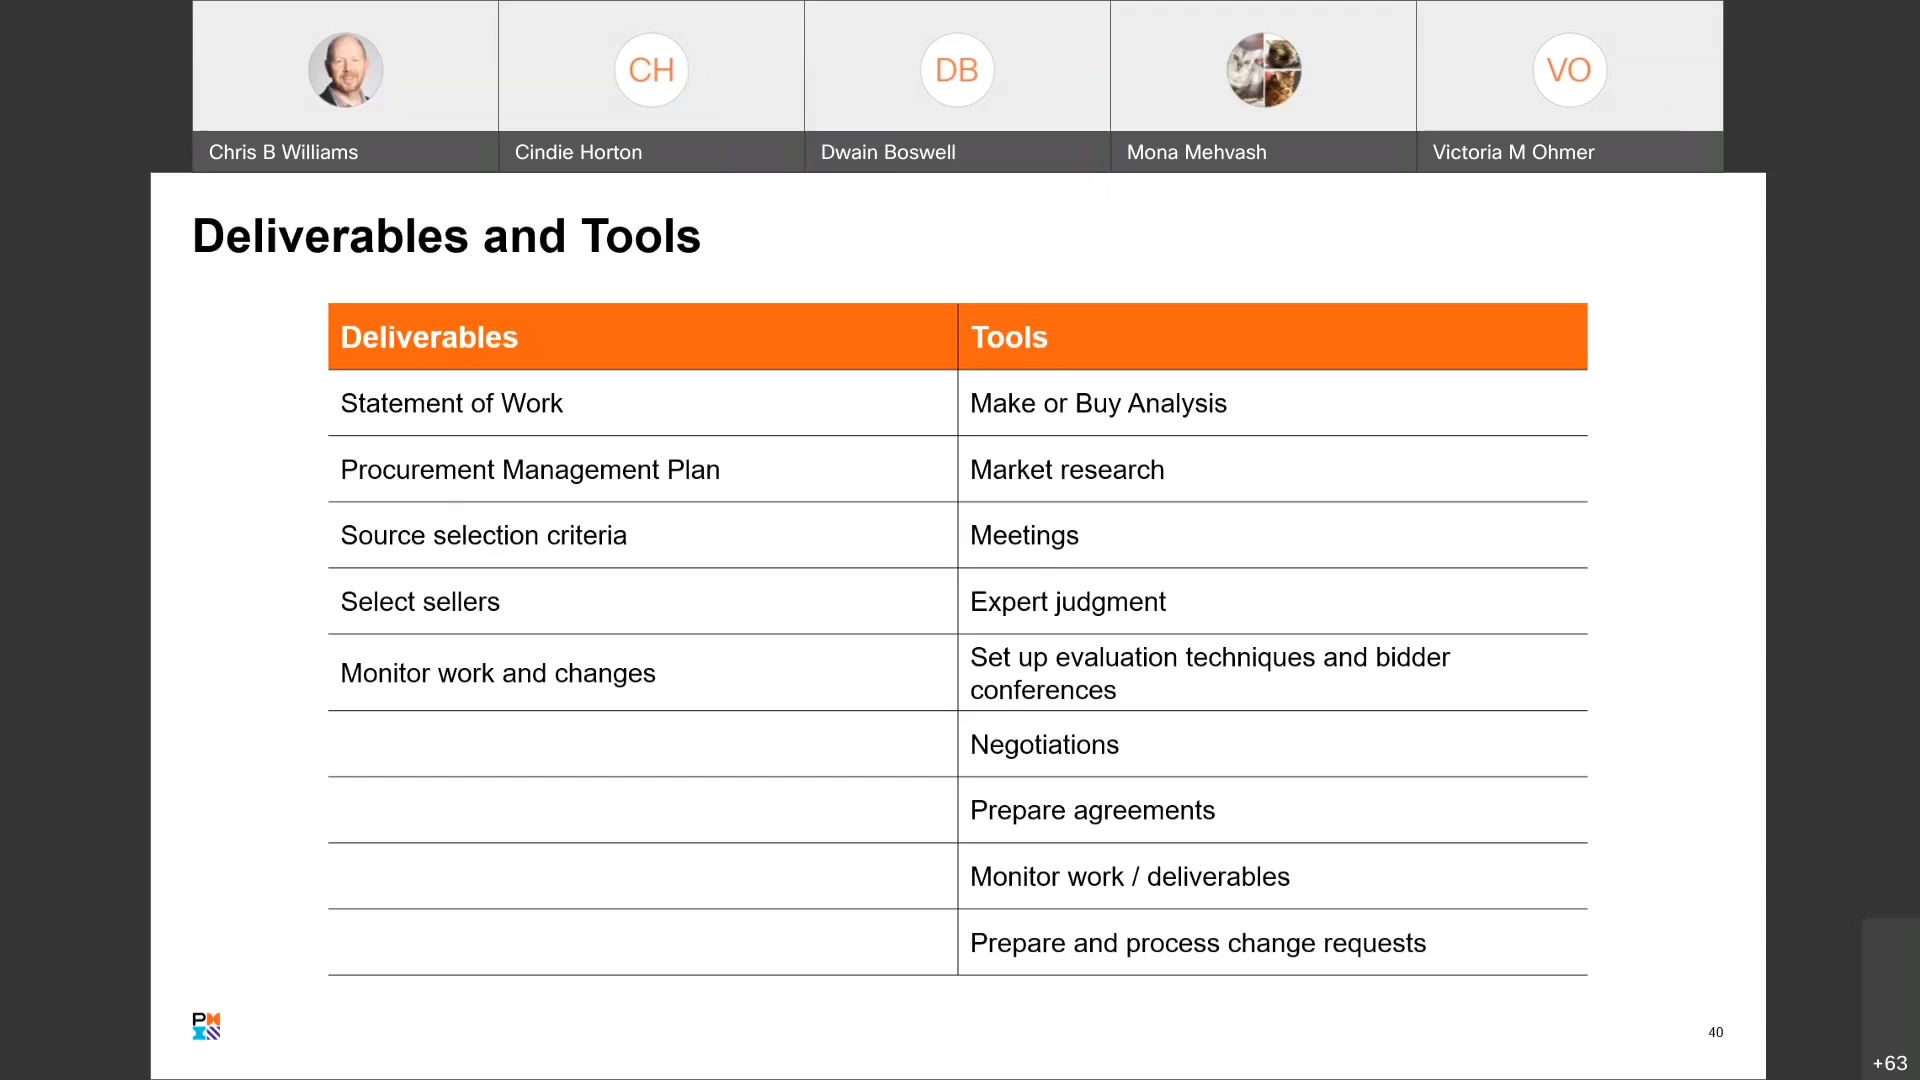 CH
DB
VO
Chris B Williams
Cindie Horton
Dwain Boswell
Mona Mehvash
Victoria M Ohmer
Deliverables and Tools
Deliverables
Tools
Statement of Work
Make or Buy Analysis
Procurement Management Plan
Market research
Source selection criteria
Meetings
Select sellers
Expert judgment
Monitor work and changes
Set up evaluation techniques and bidder
conferences
Negotiations
Prepare agreements
Monitor work / deliverables
Prepare and process change requests
P
40
+63